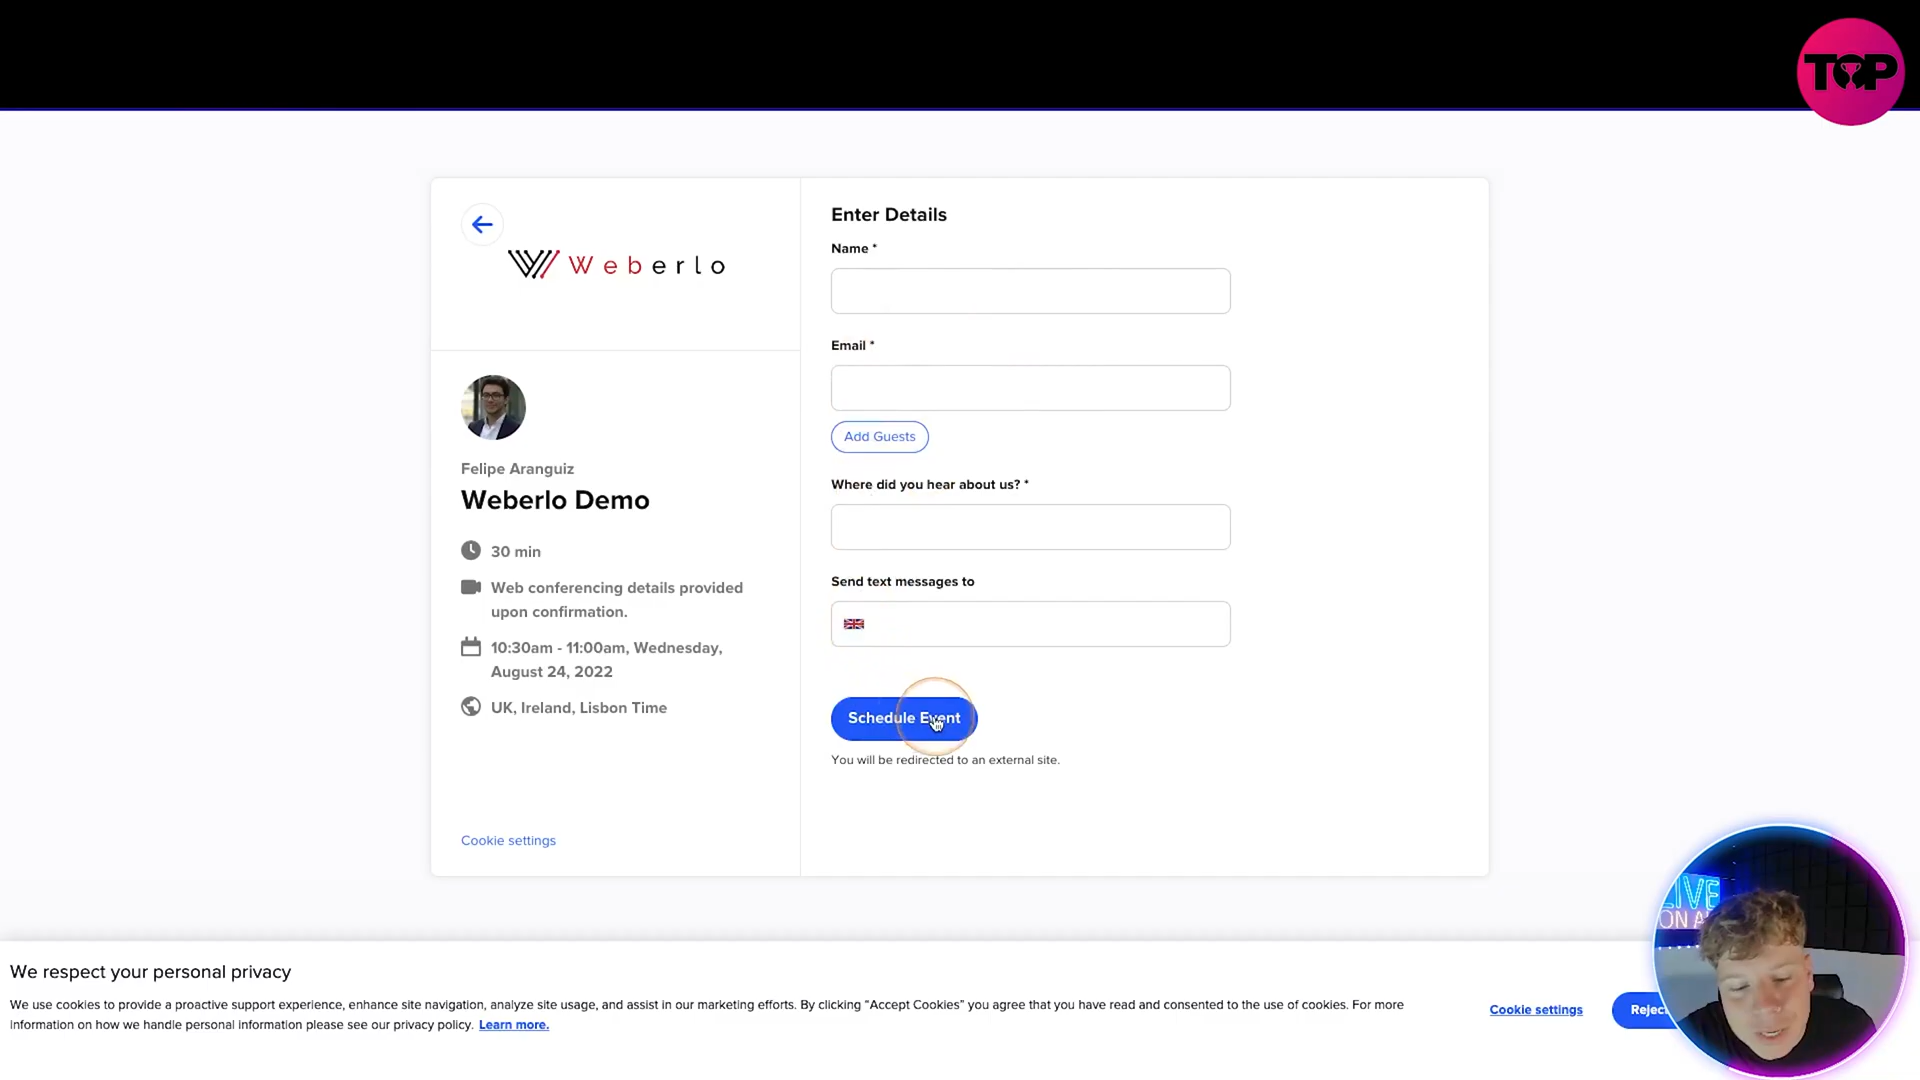 TOP
Weberlo
Felipe Aranguiz
Weberlo Demo
30 min
Web conferencing details provided
upon confirmation.
10:30am - 11:00am, Wednesday,
August 24, 2022
UK, Ireland, Lisbon Time
Cookie settings
Enter Details
Name *
Email *
Add Guests
Where did you hear about us? *
Send text messages to
Schedule Event
You will be redirected to an external site.
We respect your personal privacy
We use cookies to provide a proactive support experience, enhance site navigation, analyze site usage, and assist in our marketing efforts. By clicking “Accept Cookies” you agree that you have read and consented to the use of cookies. For more
information on how we handle personal information please see our privacy policy. Learn more.
Cookie settings
Reject
LIVE
ON A